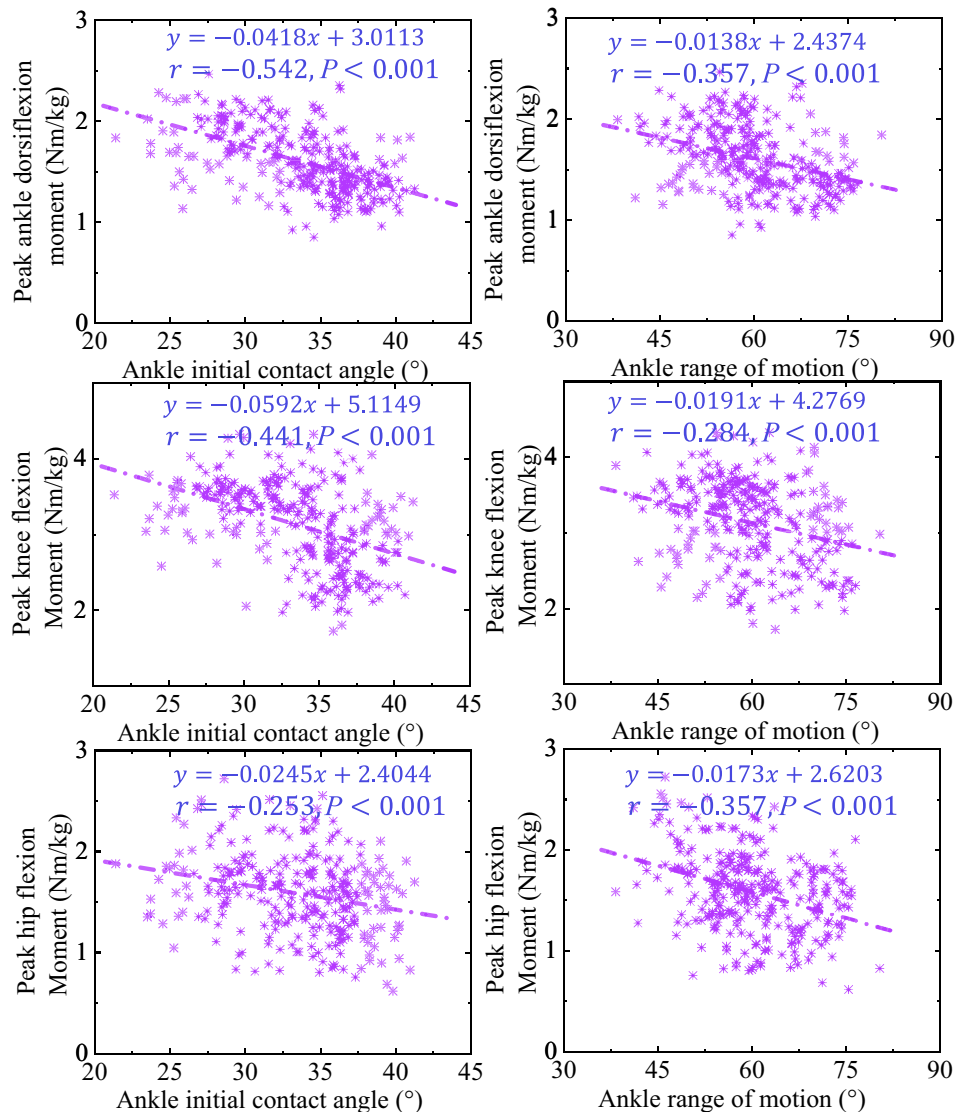 3
2
1
0
Peak ankle dorsiflexion
moment (Nm/kg)
y = −0.0418x + 3.0113
r = −0.542, P < 0.001
20 25 30 35 40 45
Ankle initial contact angle (°)
3
2
1
0
Peak ankle dorsiflexion
moment (Nm/kg)
y = −0.0138x + 2.4374
r = −0.357, P < 0.001
30 45 60 75 90
Ankle range of motion (°)
4
2
Peak knee flexion
Moment (Nm/kg)
y = −0.0592x + 5.1149
r = −0.441, P < 0.001
20 25 30 35 40 45
Ankle initial contact angle (°)
4
2
Peak knee flexion
Moment (Nm/kg)
y = −0.0191x + 4.2769
r = −0.284, P < 0.001
30 45 60 75 90
Ankle range of motion (°)
3
2
1
0
Peak hip flexion
Moment (Nm/kg)
y = −0.0245x + 2.4044
r = −0.253, P < 0.001
20 25 30 35 40 45
Ankle initial contact angle (°)
3
2
1
0
Peak hip flexion
Moment (Nm/kg)
y = −0.0173x + 2.6203
r = −0.357, P < 0.001
30 45 60 75 90
Ankle range of motion (°)